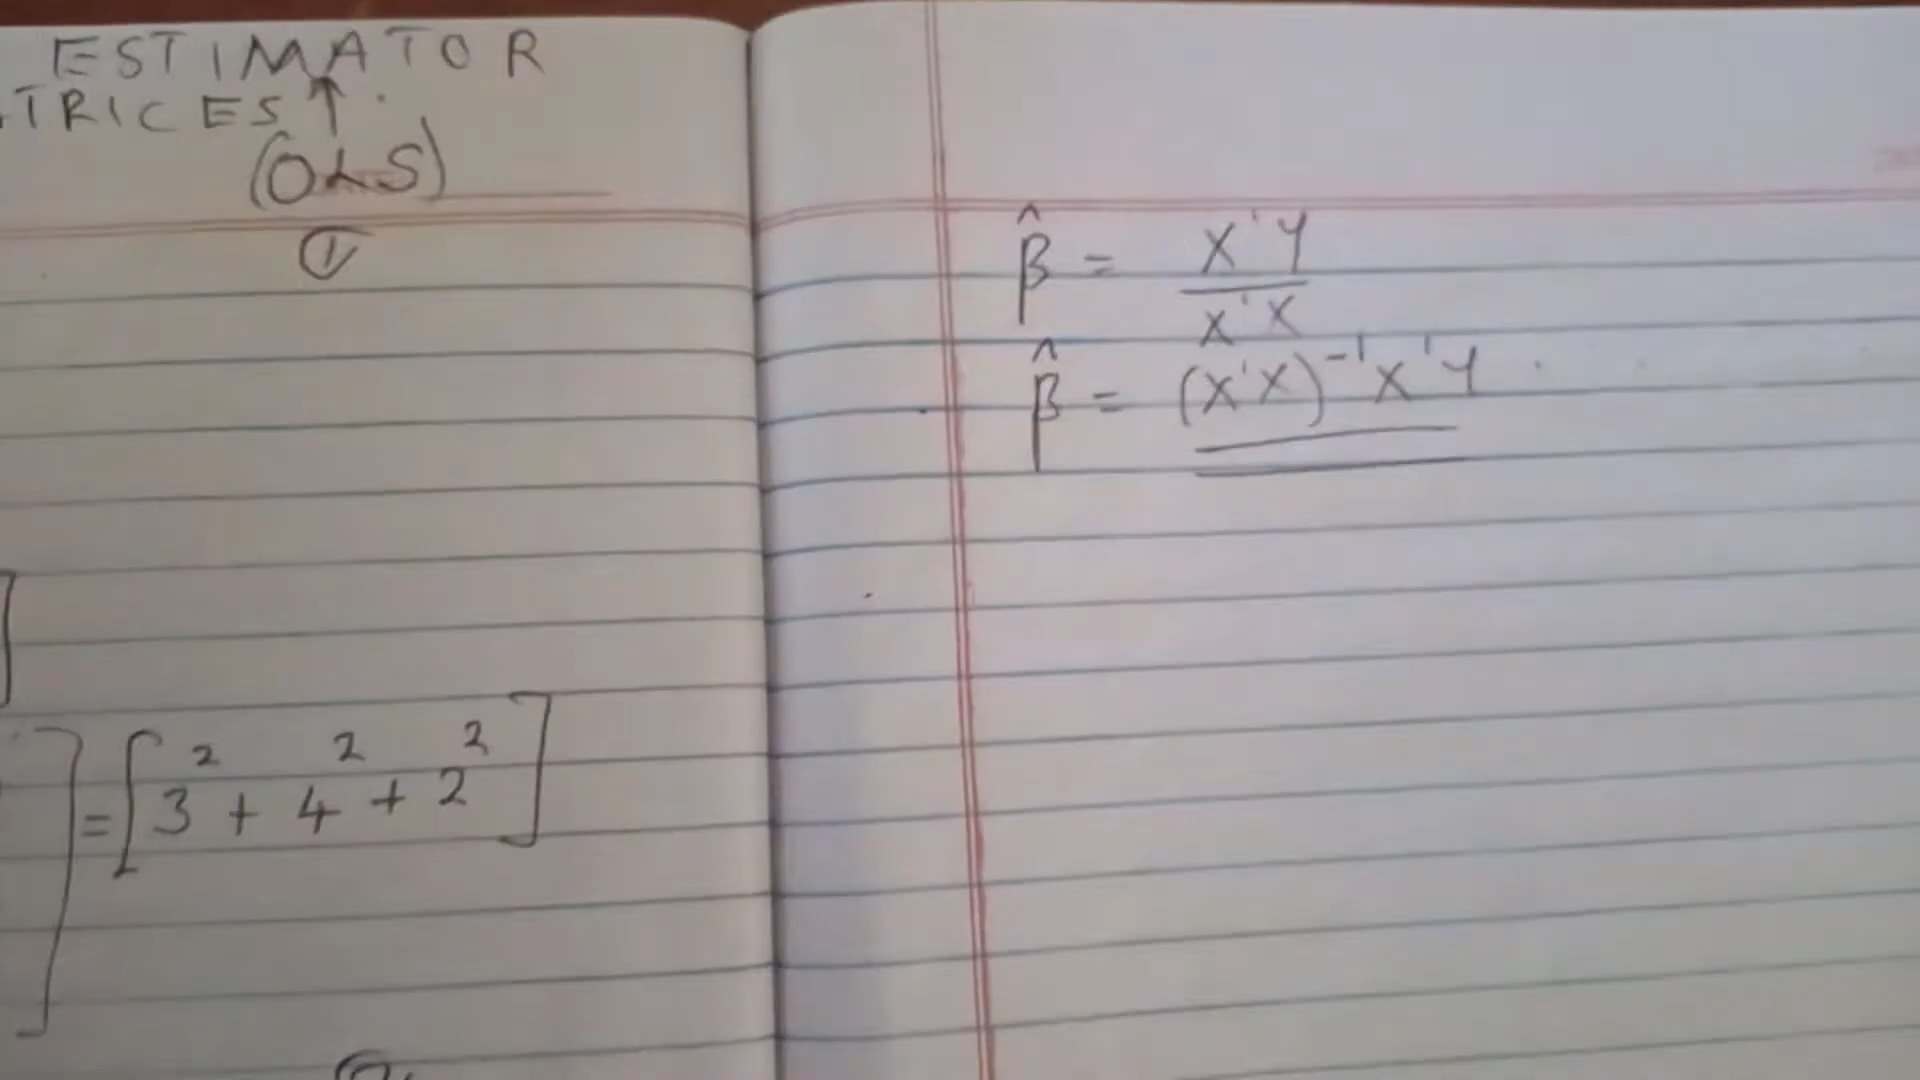 ESTIMATOR
TRICES ↑.
(OLS)
①
] = [3² + 4² + 2²]
β̂ = X'Y / X'X
β̂ = (X'X)⁻¹X'Y